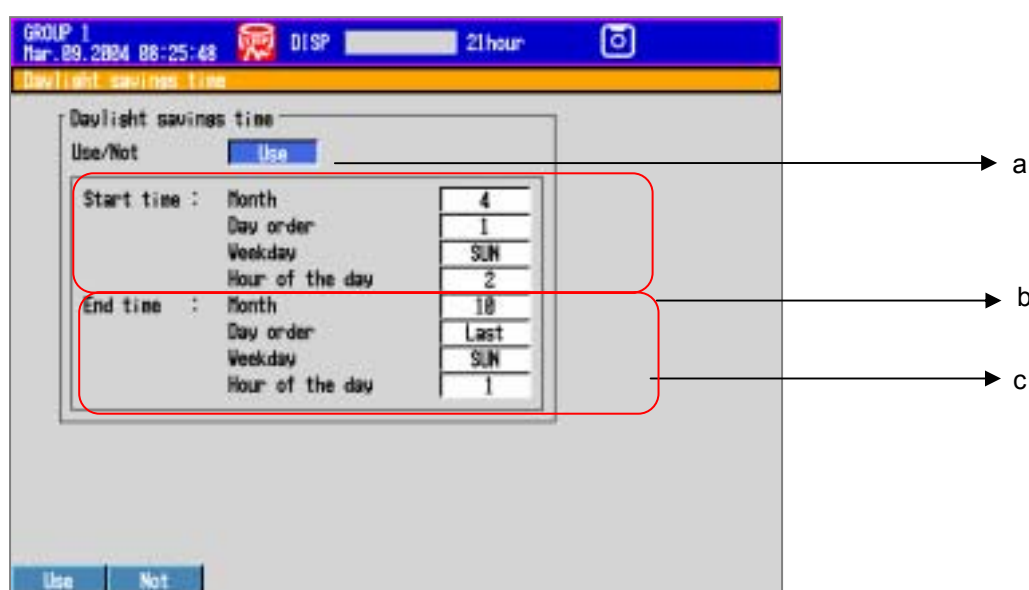 GROUP 1
Mar.09.2004 08:25:48 DISP 21hour
Daylight savings time
Daylight savings time
Use/Not Use a
Start time : Month 4
Day order 1
Weekday SUN
Hour of the day 2
End time : Month 10 b
Day order Last
Weekday SUN
Hour of the day 1 c
Use Not